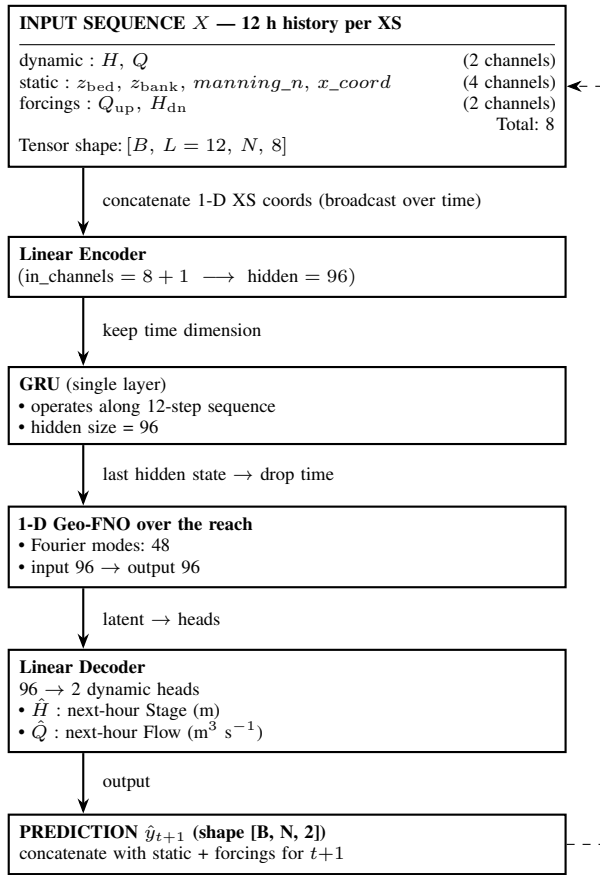 INPUT SEQUENCE X — 12 h history per XS
dynamic : H, Q (2 channels)
static : z_bed, z_bank, manning_n, x_coord (4 channels)
forcings : Q_up, H_dn (2 channels)
Total: 8
Tensor shape: [B, L = 12, N, 8]
concatenate 1-D XS coords (broadcast over time)
Linear Encoder
(in_channels = 8 + 1 ⟶ hidden = 96)
keep time dimension
GRU (single layer)
• operates along 12-step sequence
• hidden size = 96
last hidden state → drop time
1-D Geo-FNO over the reach
• Fourier modes: 48
• input 96 → output 96
latent → heads
Linear Decoder
96 → 2 dynamic heads
• Ĥ : next-hour Stage (m)
• Q̂ : next-hour Flow (m³ s⁻¹)
output
PREDICTION ŷ_{t+1} (shape [B, N, 2])
concatenate with static + forcings for t+1